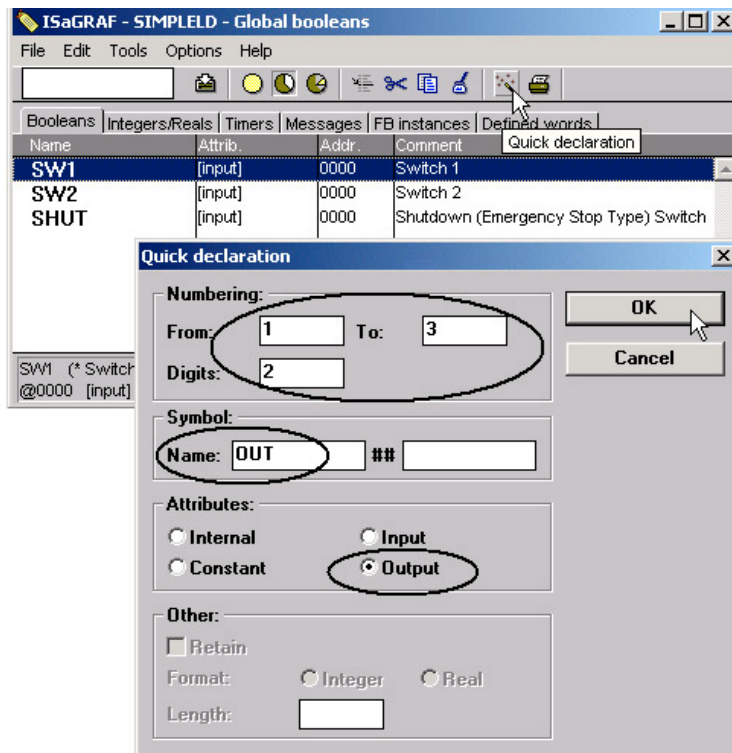 ISaGRAF - SIMPLELD - Global booleans
File Edit Tools Options Help
Booleans Integers/Reals Timers Messages FB instances Defined words
Quick declaration
Name Attrib. Addr. Comment
SW1 [input] 0000 Switch 1
SW2 [input] 0000 Switch 2
SHUT [input] 0000 Shutdown (Emergency Stop Type) Switch
SW1 (* Switch
@0000 [input]
Quick declaration
Numbering:
From: 1 To: 3
Digits: 2
OK
Cancel
Symbol:
Name: OUT ##
Attributes:
Internal Input
Constant Output
Other:
Retain
Format: Integer Real
Length: